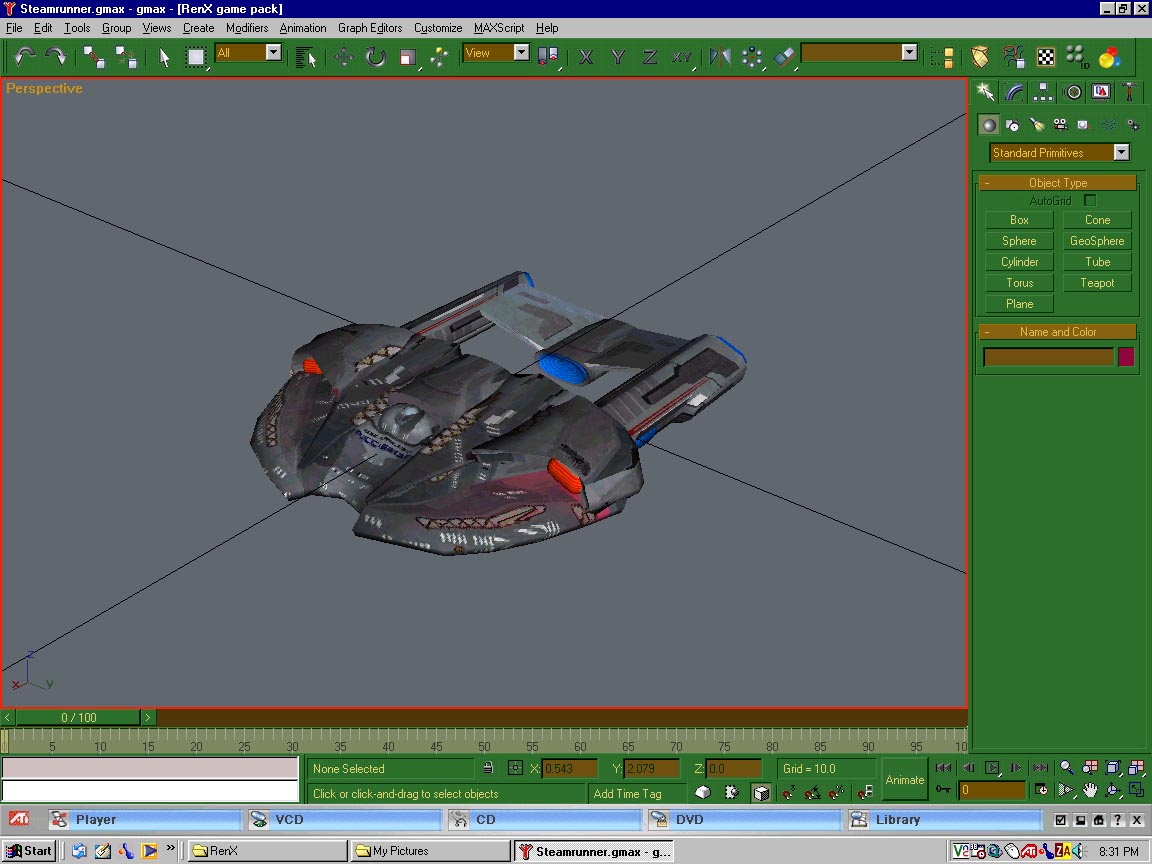 Steamrunner.gmax - gmax - [RenX game pack]
File Edit Tools Group Views Create Modifiers Animation Graph Editors Customize MAXScript Help
All View X Y Z XY ID
Perspective
Standard Primitives
- Object Type
AutoGrid
Box Cone
Sphere GeoSphere
Cylinder Tube
Torus Teapot
Plane
- Name and Color
z
x y
< 0 / 100 >
5 10 15 20 25 30 35 40 45 50 55 60 65 70 75 80 85 90 95 10
None Selected X: 0.543 Y: 2.079 Z: 0.0 Grid = 10.0 Animate
Click or click-and-drag to select objects Add Time Tag 0
ATI Player VCD CD DVD Library ? X
Start » RenX My Pictures Steamrunner.gmax - g... ZA 8:31 PM